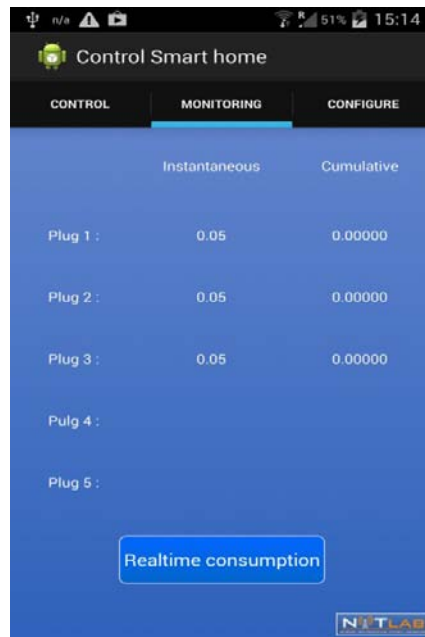 n/a R 51% 15:14
Control Smart home
CONTROL MONITORING CONFIGURE
Instantaneous Cumulative
Plug 1 : 0.05 0.00000
Plug 2 : 0.05 0.00000
Plug 3 : 0.05 0.00000
Pulg 4 :
Plug 5 :
Realtime consumption
NITLAB